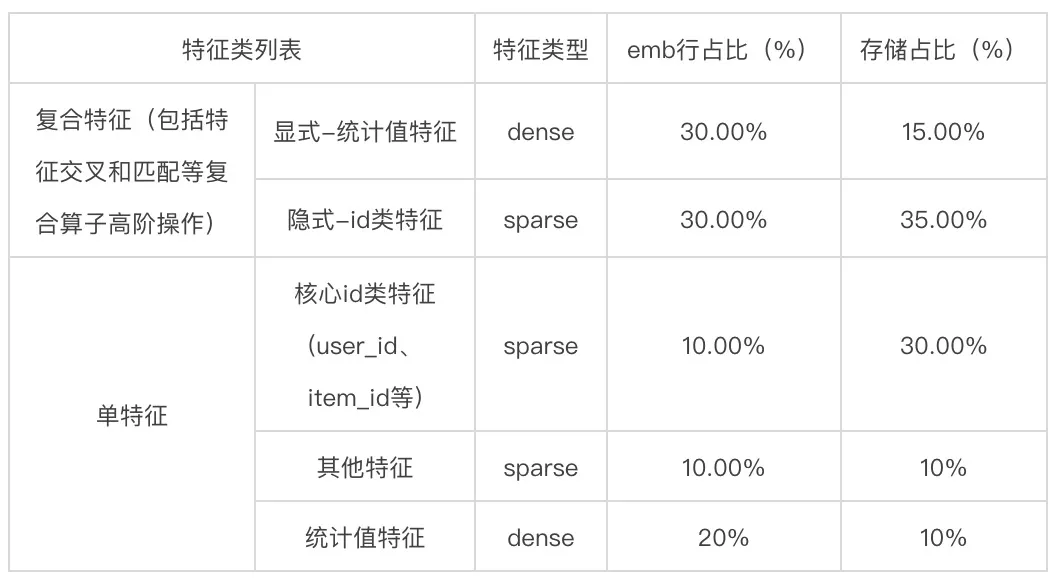 特征类列表
特征类型
emb行占比（%）
存储占比（%）
复合特征（包括特
征交叉和匹配等复
合算子高阶操作）
显式-统计值特征
dense
30.00%
15.00%
隐式-id类特征
sparse
30.00%
35.00%
单特征
核心id类特征
(user_id、
item_id等)
sparse
10.00%
30.00%
其他特征
sparse
10.00%
10%
统计值特征
dense
20%
10%